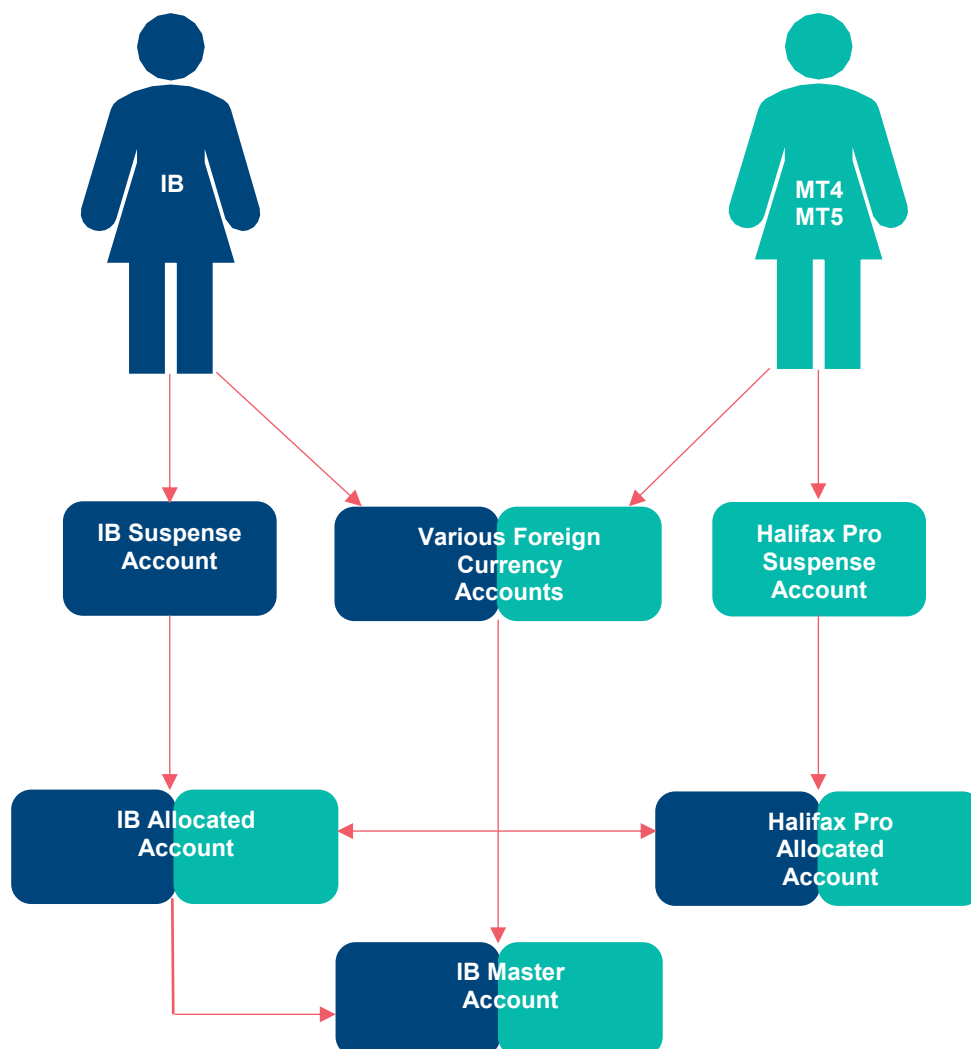 IB
MT4
MT5
IB Suspense
Account
Various Foreign
Currency
Accounts
Halifax Pro
Suspense
Account
IB Allocated
Account
Halifax Pro
Allocated
Account
IB Master
Account